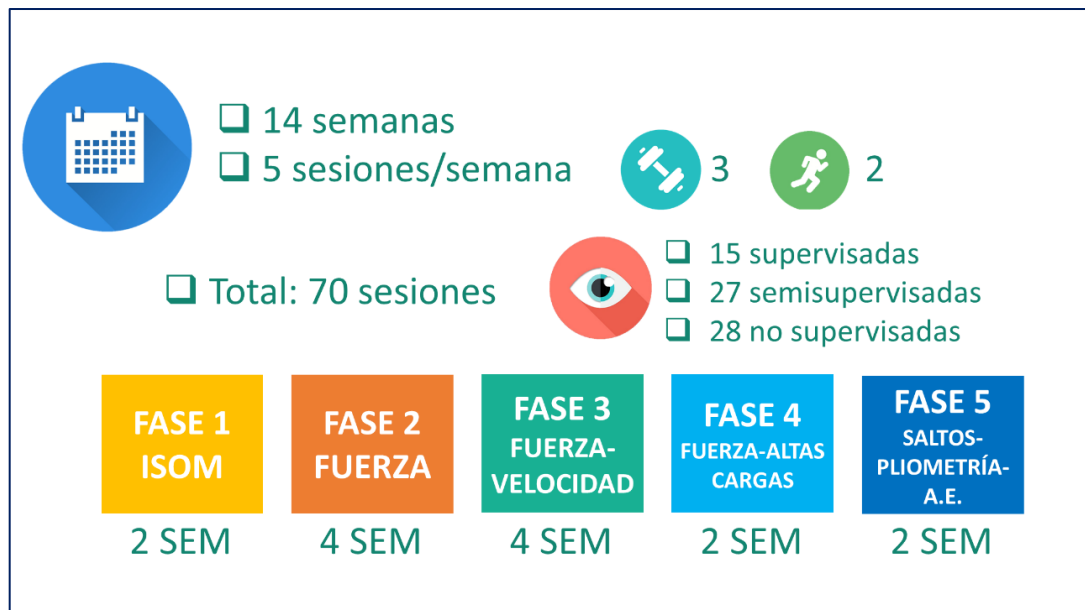 14 semanas
5 sesiones/semana
3
2
Total: 70 sesiones
15 supervisadas
27 semisupervisadas
28 no supervisadas
FASE 1
ISOM
2 SEM
FASE 2
FUERZA
4 SEM
FASE 3
FUERZA-
VELOCIDAD
4 SEM
FASE 4
FUERZA-ALTAS
CARGAS
2 SEM
FASE 5
SALTOS-
PLIOMETRÍA-
A.E.
2 SEM